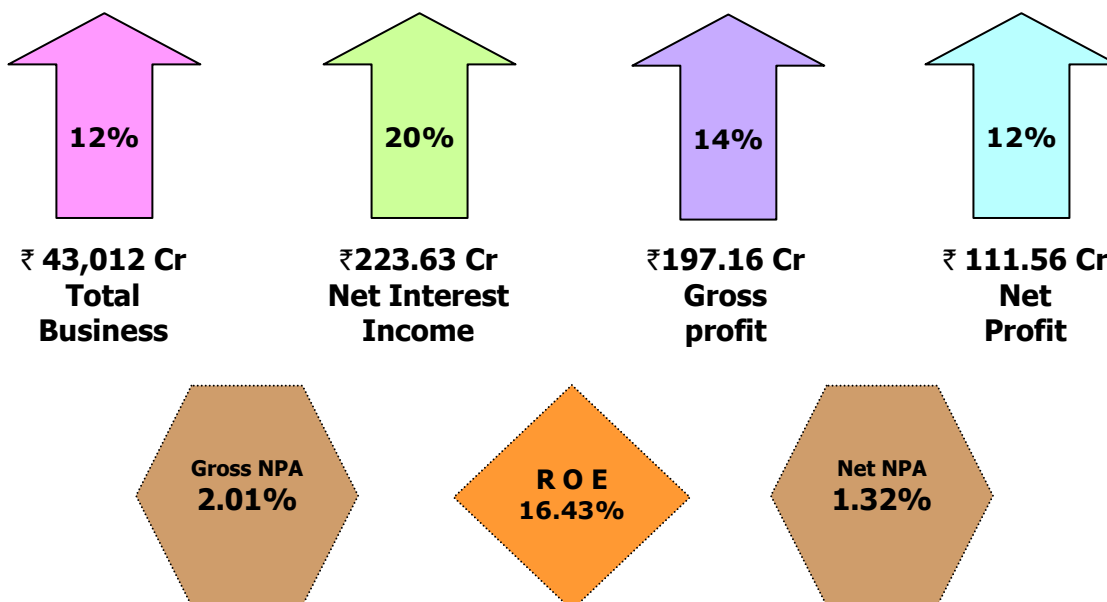 12%
20%
14%
12%
₹ 43,012 Cr
Total
Business
₹223.63 Cr
Net Interest
Income
₹197.16 Cr
Gross
profit
₹ 111.56 Cr
Net
Profit
Gross NPA
2.01%
R O E
16.43%
Net NPA
1.32%